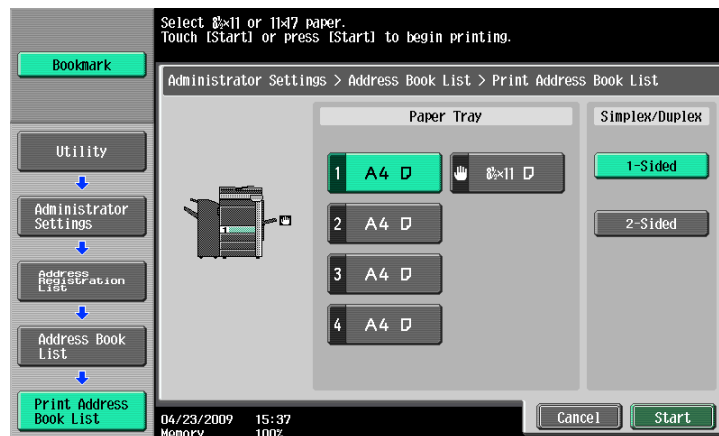 Select 8½×11 or 11×17 paper.
Touch [Start] or press [Start] to begin printing.
Bookmark
Administrator Settings > Address Book List > Print Address Book List
Paper Tray
Simplex/Duplex
Utility
Administrator
Settings
Address
Registration
List
Address Book
List
Print Address
Book List
1
1 A4
8½×11
2 A4
3 A4
4 A4
1-Sided
2-Sided
04/23/2009 15:37
Memory 100%
Cancel
Start